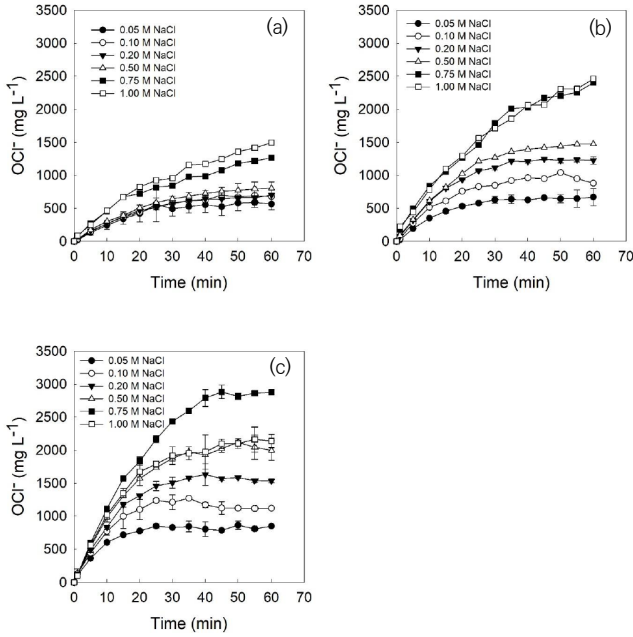 (a)
3500
3000
2500
2000
1500
1000
500
0
OCl⁻ (mg L⁻¹)
0.05 M NaCl
0.10 M NaCl
0.20 M NaCl
0.50 M NaCl
0.75 M NaCl
1.00 M NaCl
0 10 20 30 40 50 60 70
Time (min)
(b)
3500
3000
2500
2000
1500
1000
500
0
OCl⁻ (mg L⁻¹)
0.05 M NaCl
0.10 M NaCl
0.20 M NaCl
0.50 M NaCl
0.75 M NaCl
1.00 M NaCl
0 10 20 30 40 50 60 70
Time (min)
(c)
3500
3000
2500
2000
1500
1000
500
0
OCl⁻ (mg L⁻¹)
0.05 M NaCl
0.10 M NaCl
0.20 M NaCl
0.50 M NaCl
0.75 M NaCl
1.00 M NaCl
0 10 20 30 40 50 60 70
Time (min)